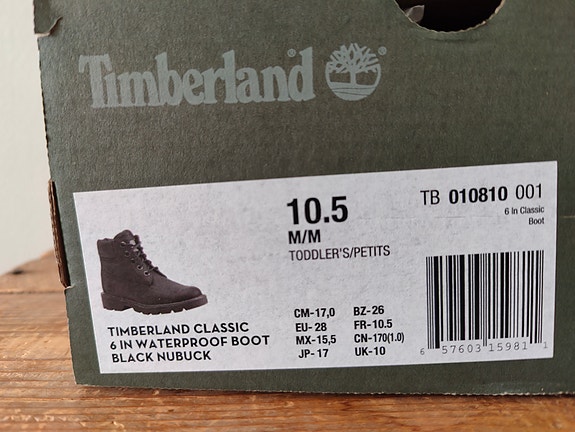 Timberland®
10.5
M/M
TODDLER'S/PETITS
TB 010810 001
6 In Classic
Boot
TIMBERLAND CLASSIC
6 IN WATERPROOF BOOT
BLACK NUBUCK
CM-17,0 BZ-26
EU-28 FR-10.5
MX-15,5 CN-170(1.0)
JP-17 UK-10
6 57603 15981 1